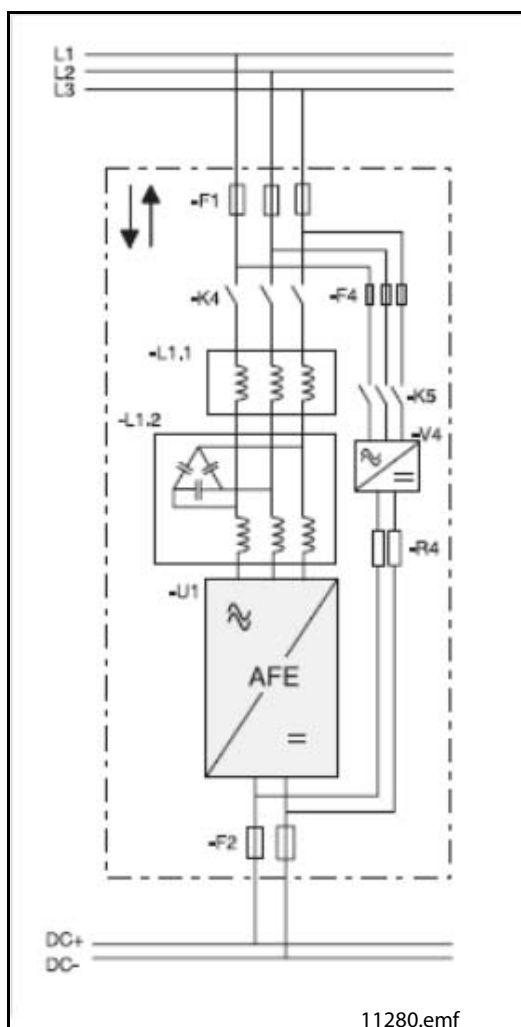 L1
L2
L3
-F1
-K4
-F4
-L1.1
-K5
-L1.2
-V4
-R4
-U1
AFE
-F2
DC+
DC-
11280.emf